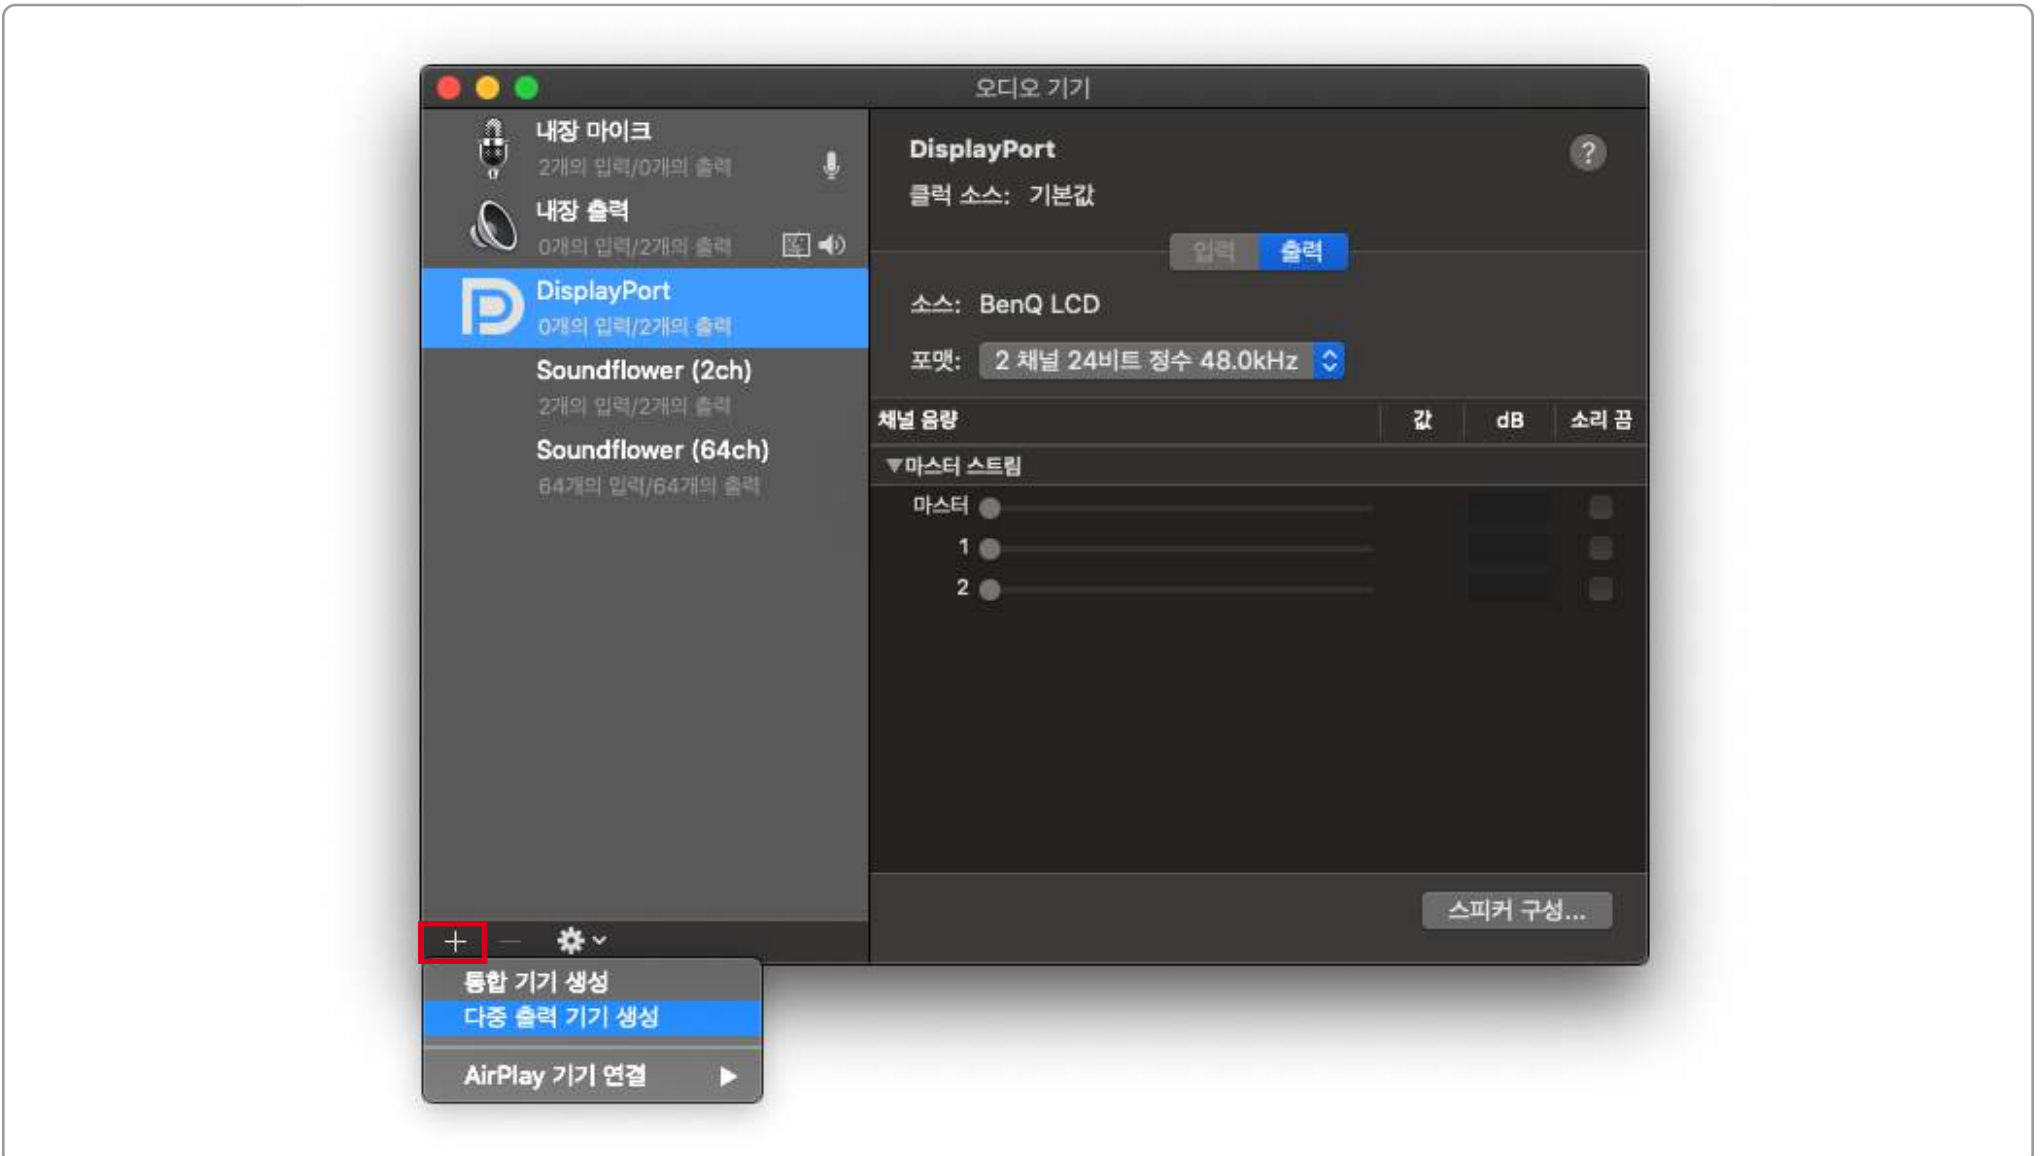 오디오 기기
내장 마이크
2개의 입력/0개의 출력
내장 출력
0개의 입력/2개의 출력
DisplayPort
0개의 입력/2개의 출력
Soundflower (2ch)
2개의 입력/2개의 출력
Soundflower (64ch)
64개의 입력/64개의 출력
DisplayPort
?
클럭 소스: 기본값
입력 출력
소스: BenQ LCD
포맷: 2 채널 24비트 정수 48.0kHz
채널 음량 값 dB 소리 끔
▼마스터 스트림
마스터
1
2
스피커 구성...
통합 기기 생성
다중 출력 기기 생성
AirPlay 기기 연결